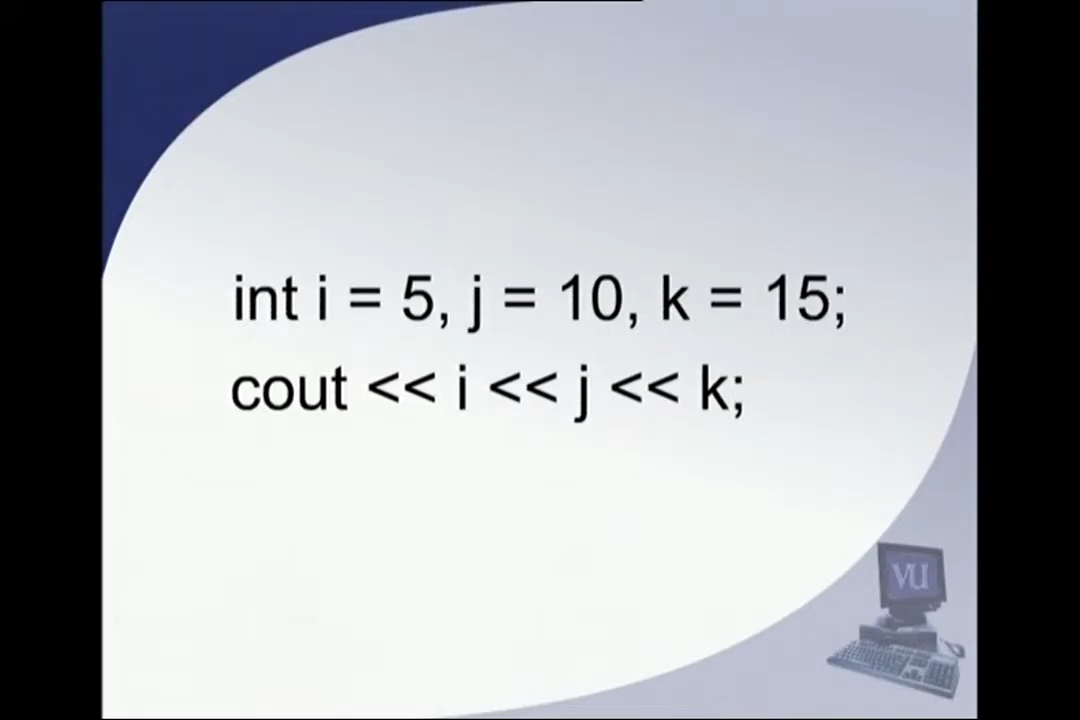 int i = 5, j = 10, k = 15;
cout << i << j << k;
VU